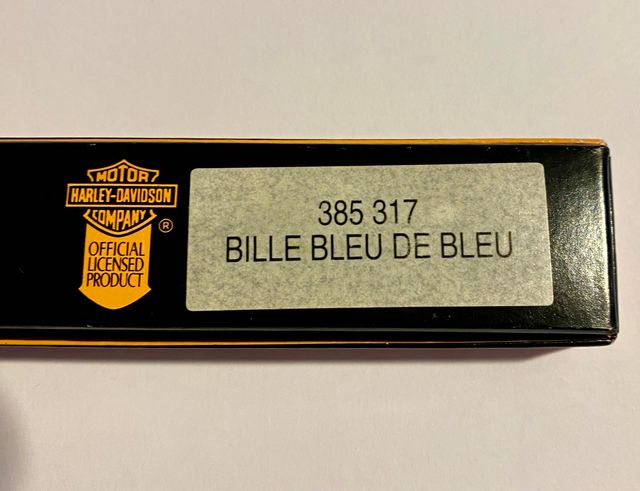 MOTOR
HARLEY-DAVIDSON
COMPANY
®
OFFICIAL
LICENSED
PRODUCT
385 317
BILLE BLEU DE BLEU